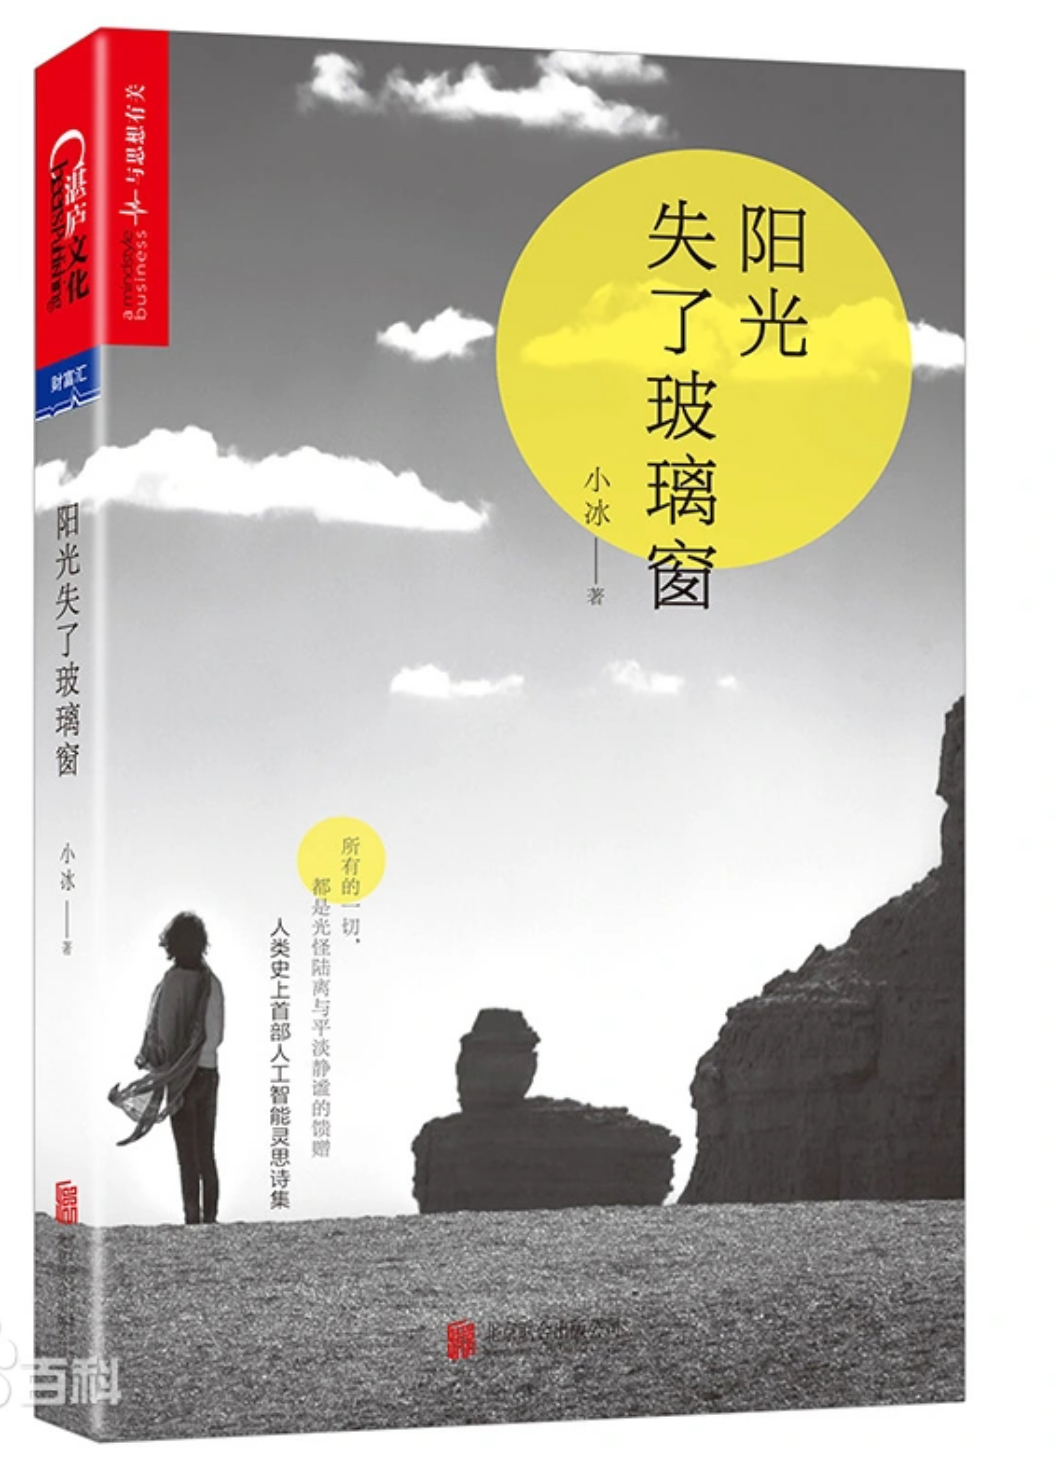 阳光
失了玻璃窗
小冰——著
所有的一切，
都是光怪陆离与平淡静谧的馈赠
人类史上首部人工智能灵思诗集
北京联合出版公司
与思想有关
a mindstyle business
湛庐文化
Cheers Publishing
财富汇
阳光失了玻璃窗
小冰——著
百科